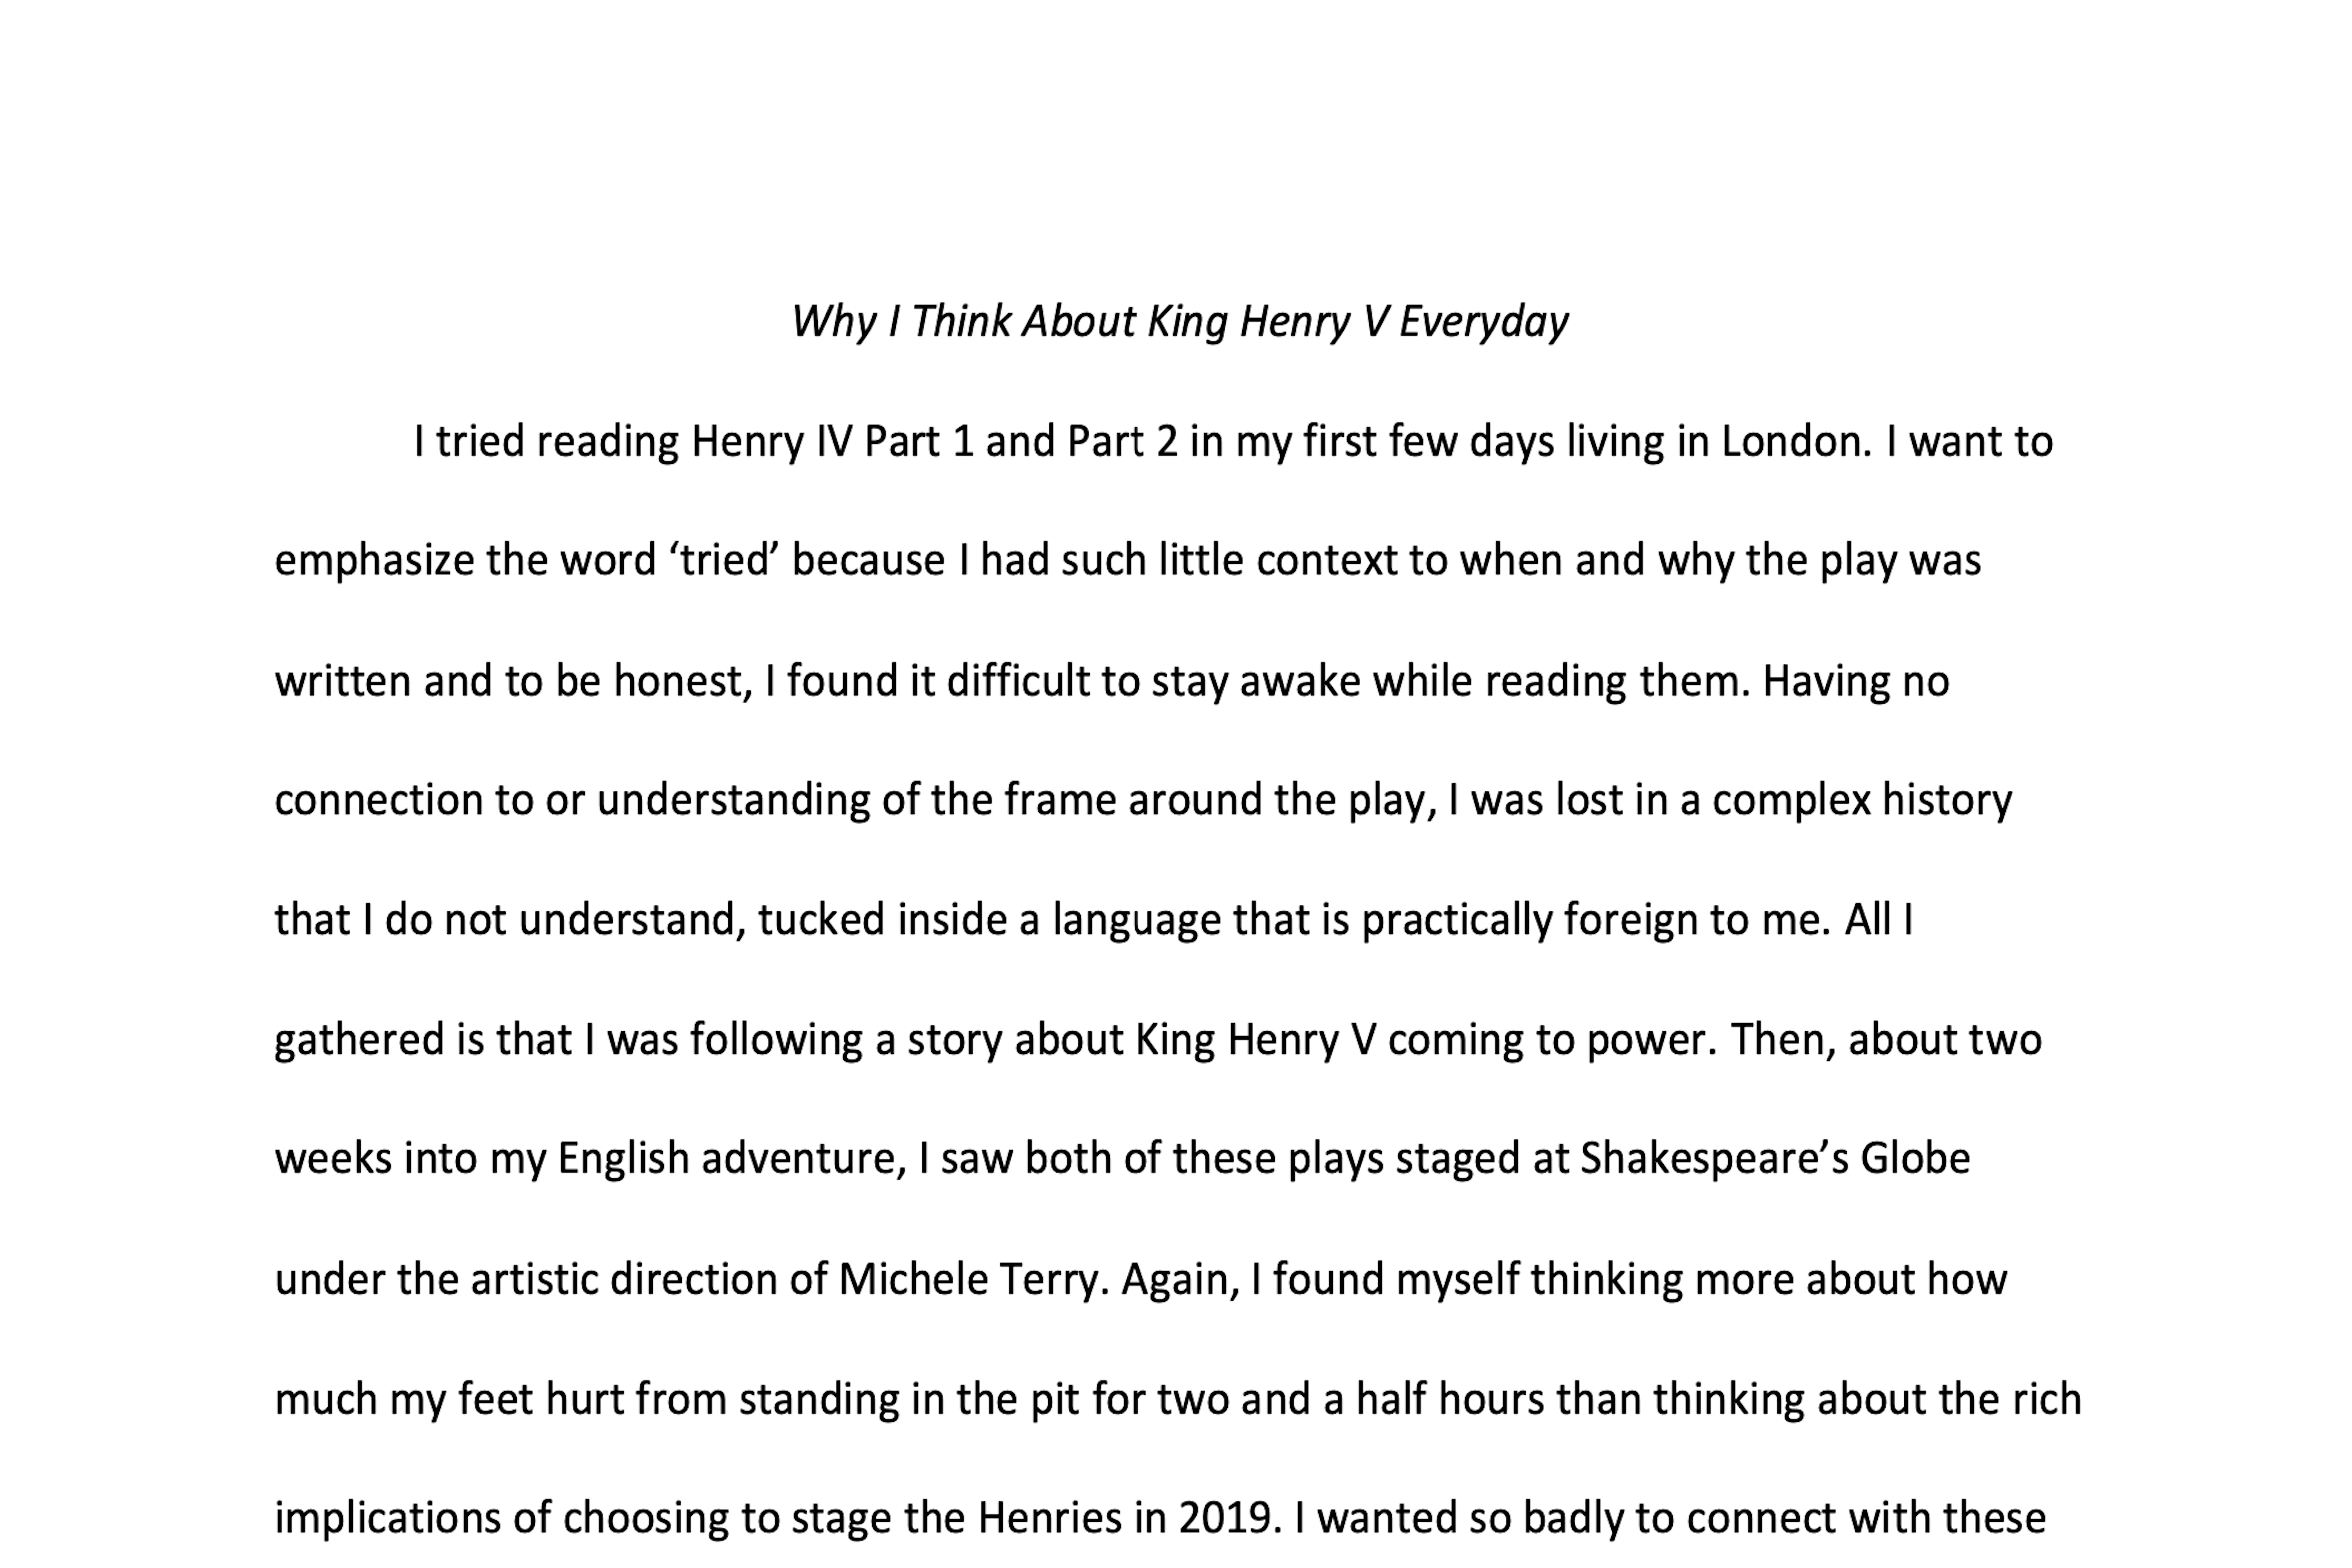 Why I Think About King Henry V Everyday
I tried reading Henry IV Part 1 and Part 2 in my first few days living in London. I want to
emphasize the word ‘tried’ because I had such little context to when and why the play was
written and to be honest, I found it difficult to stay awake while reading them. Having no
connection to or understanding of the frame around the play, I was lost in a complex history
that I do not understand, tucked inside a language that is practically foreign to me. All I
gathered is that I was following a story about King Henry V coming to power. Then, about two
weeks into my English adventure, I saw both of these plays staged at Shakespeare’s Globe
under the artistic direction of Michele Terry. Again, I found myself thinking more about how
much my feet hurt from standing in the pit for two and a half hours than thinking about the rich
implications of choosing to stage the Henries in 2019. I wanted so badly to connect with these